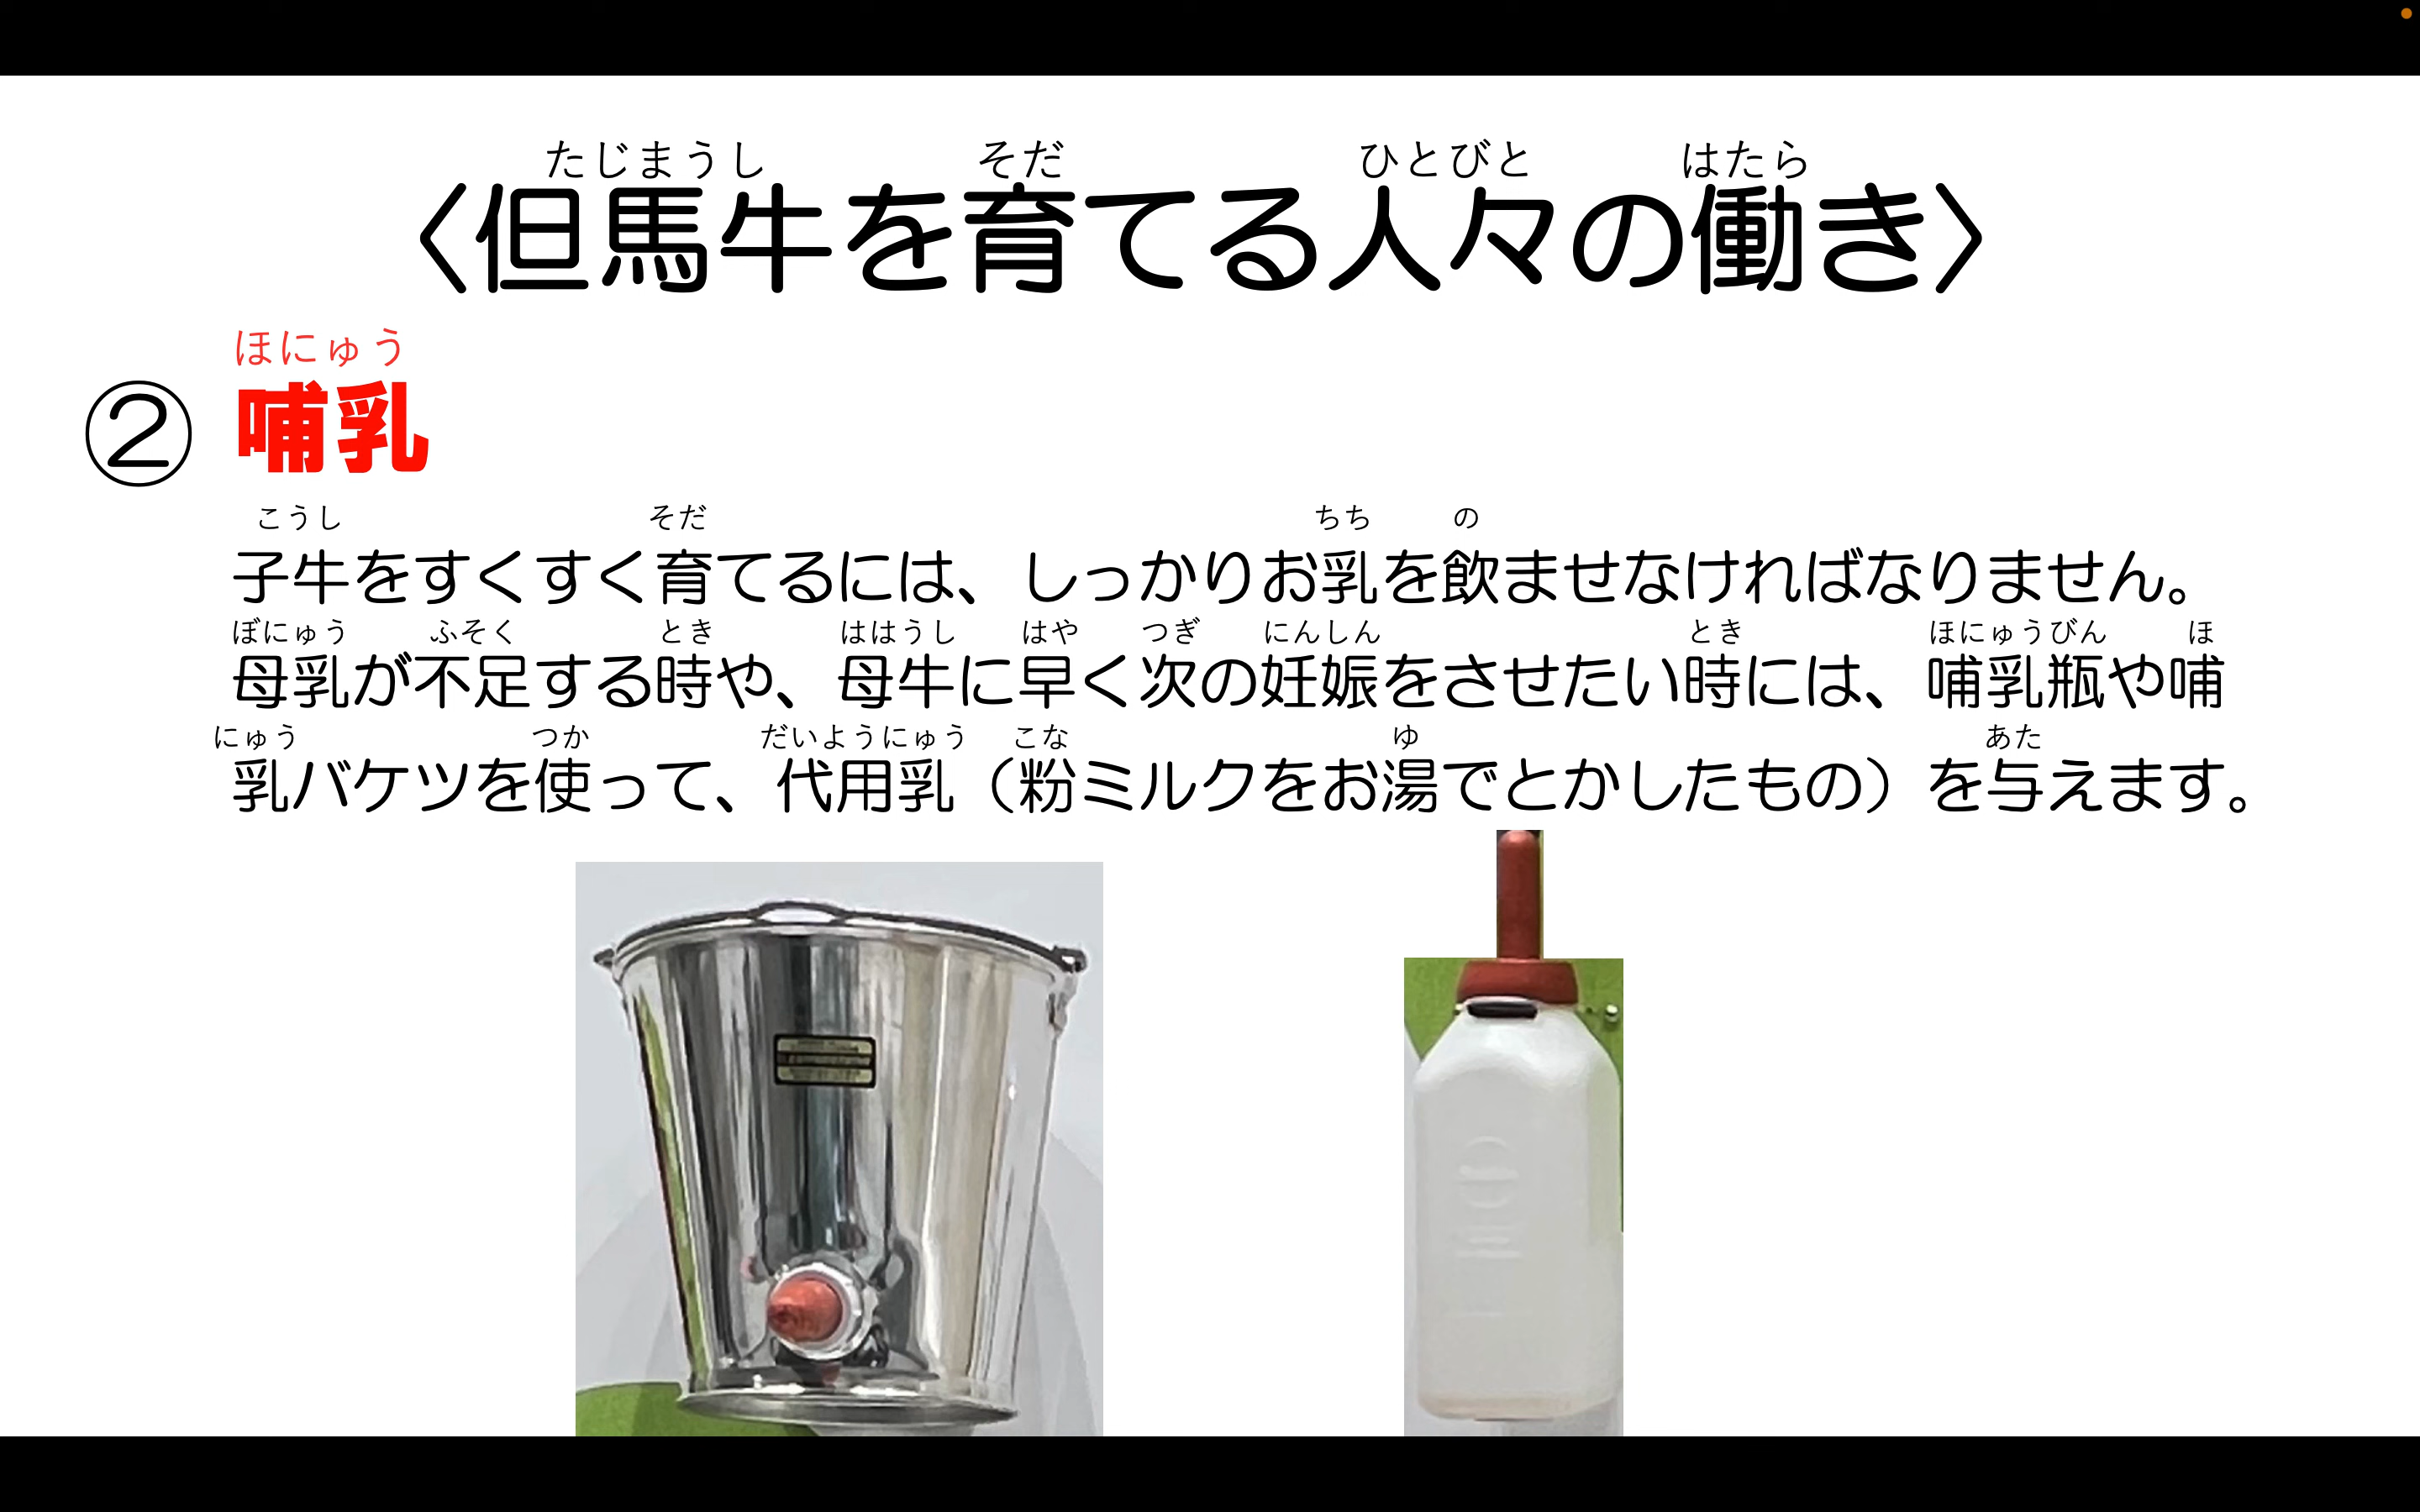 たじまうし そだ ひとびと はたら
〈但馬牛を育てる人々の働き〉
ほにゅう
② 哺乳
こうし そだ ちち の
子牛をすくすく育てるには、しっかりお乳を飲ませなければなりません。
ぼにゅう ふそく とき ははうし はや つぎ にんしん とき ほにゅうびん ほ
母乳が不足する時や、母牛に早く次の妊娠をさせたい時には、哺乳瓶や哺
にゅう つか だいようにゅう こな ゆ あた
乳バケツを使って、代用乳（粉ミルクをお湯でとかしたもの）を与えます。